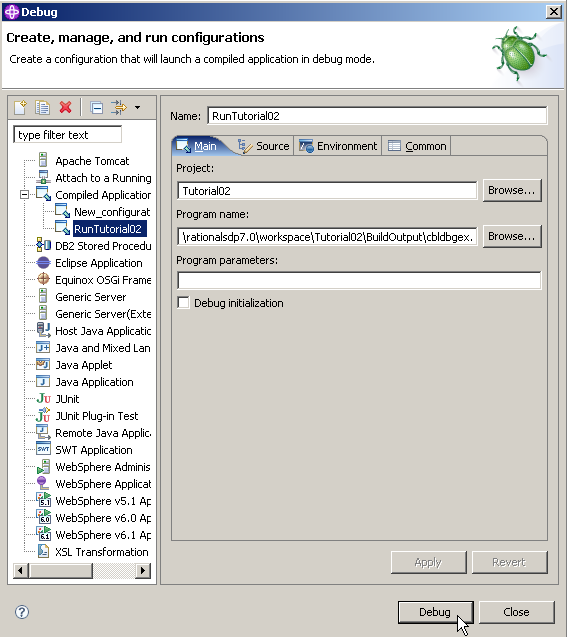 Debug
Create, manage, and run configurations
Create a configuration that will launch a compiled application in debug mode.
type filter text
Apache Tomcat
Attach to a Running
Compiled Application
New_configurat
RunTutorial02
DB2 Stored Procedu
Eclipse Application
Equinox OSGi Frame
Generic Server
Generic Server(Exte
Host Java Applicatic
Java and Mixed Lan
Java Applet
Java Application
JUnit
JUnit Plug-in Test
Remote Java Applic
SWT Application
WebSphere Adminis
WebSphere Applicat
WebSphere v5.1 Ap
WebSphere v6.0 Ap
WebSphere v6.1 Ap
XSL Transformation
Name: RunTutorial02
Main Source Environment Common
Project:
Tutorial02 Browse...
Program name:
\rationalsdp7.0\workspace\Tutorial02\BuildOutput\cbldbgex. Browse...
Program parameters:
Debug initialization
Apply Revert
Debug Close